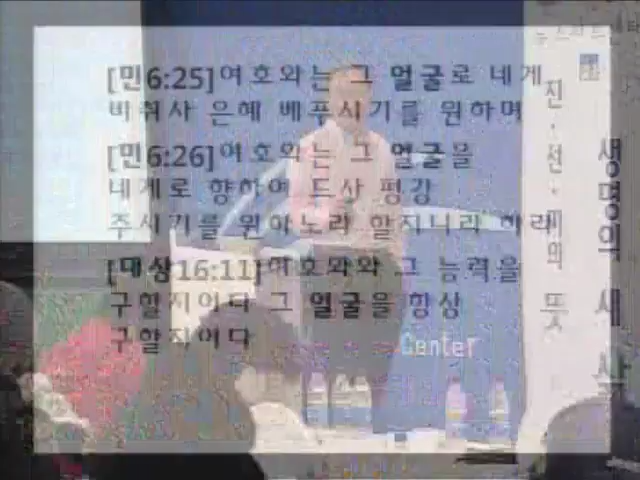 [민6:25]여호와는 그 얼굴로 네게
비취사 은혜 베푸시기를 원하며
[민6:26]여호와는 그 얼굴을
네게로 향하여 드사 평강
주시기를 원하노라 할지니라 하라
[대상16:11]여호와와 그 능력을
구할지어다 그 얼굴을 항상
구할지어다
Center
진·선·미의 뜻
생명의 새